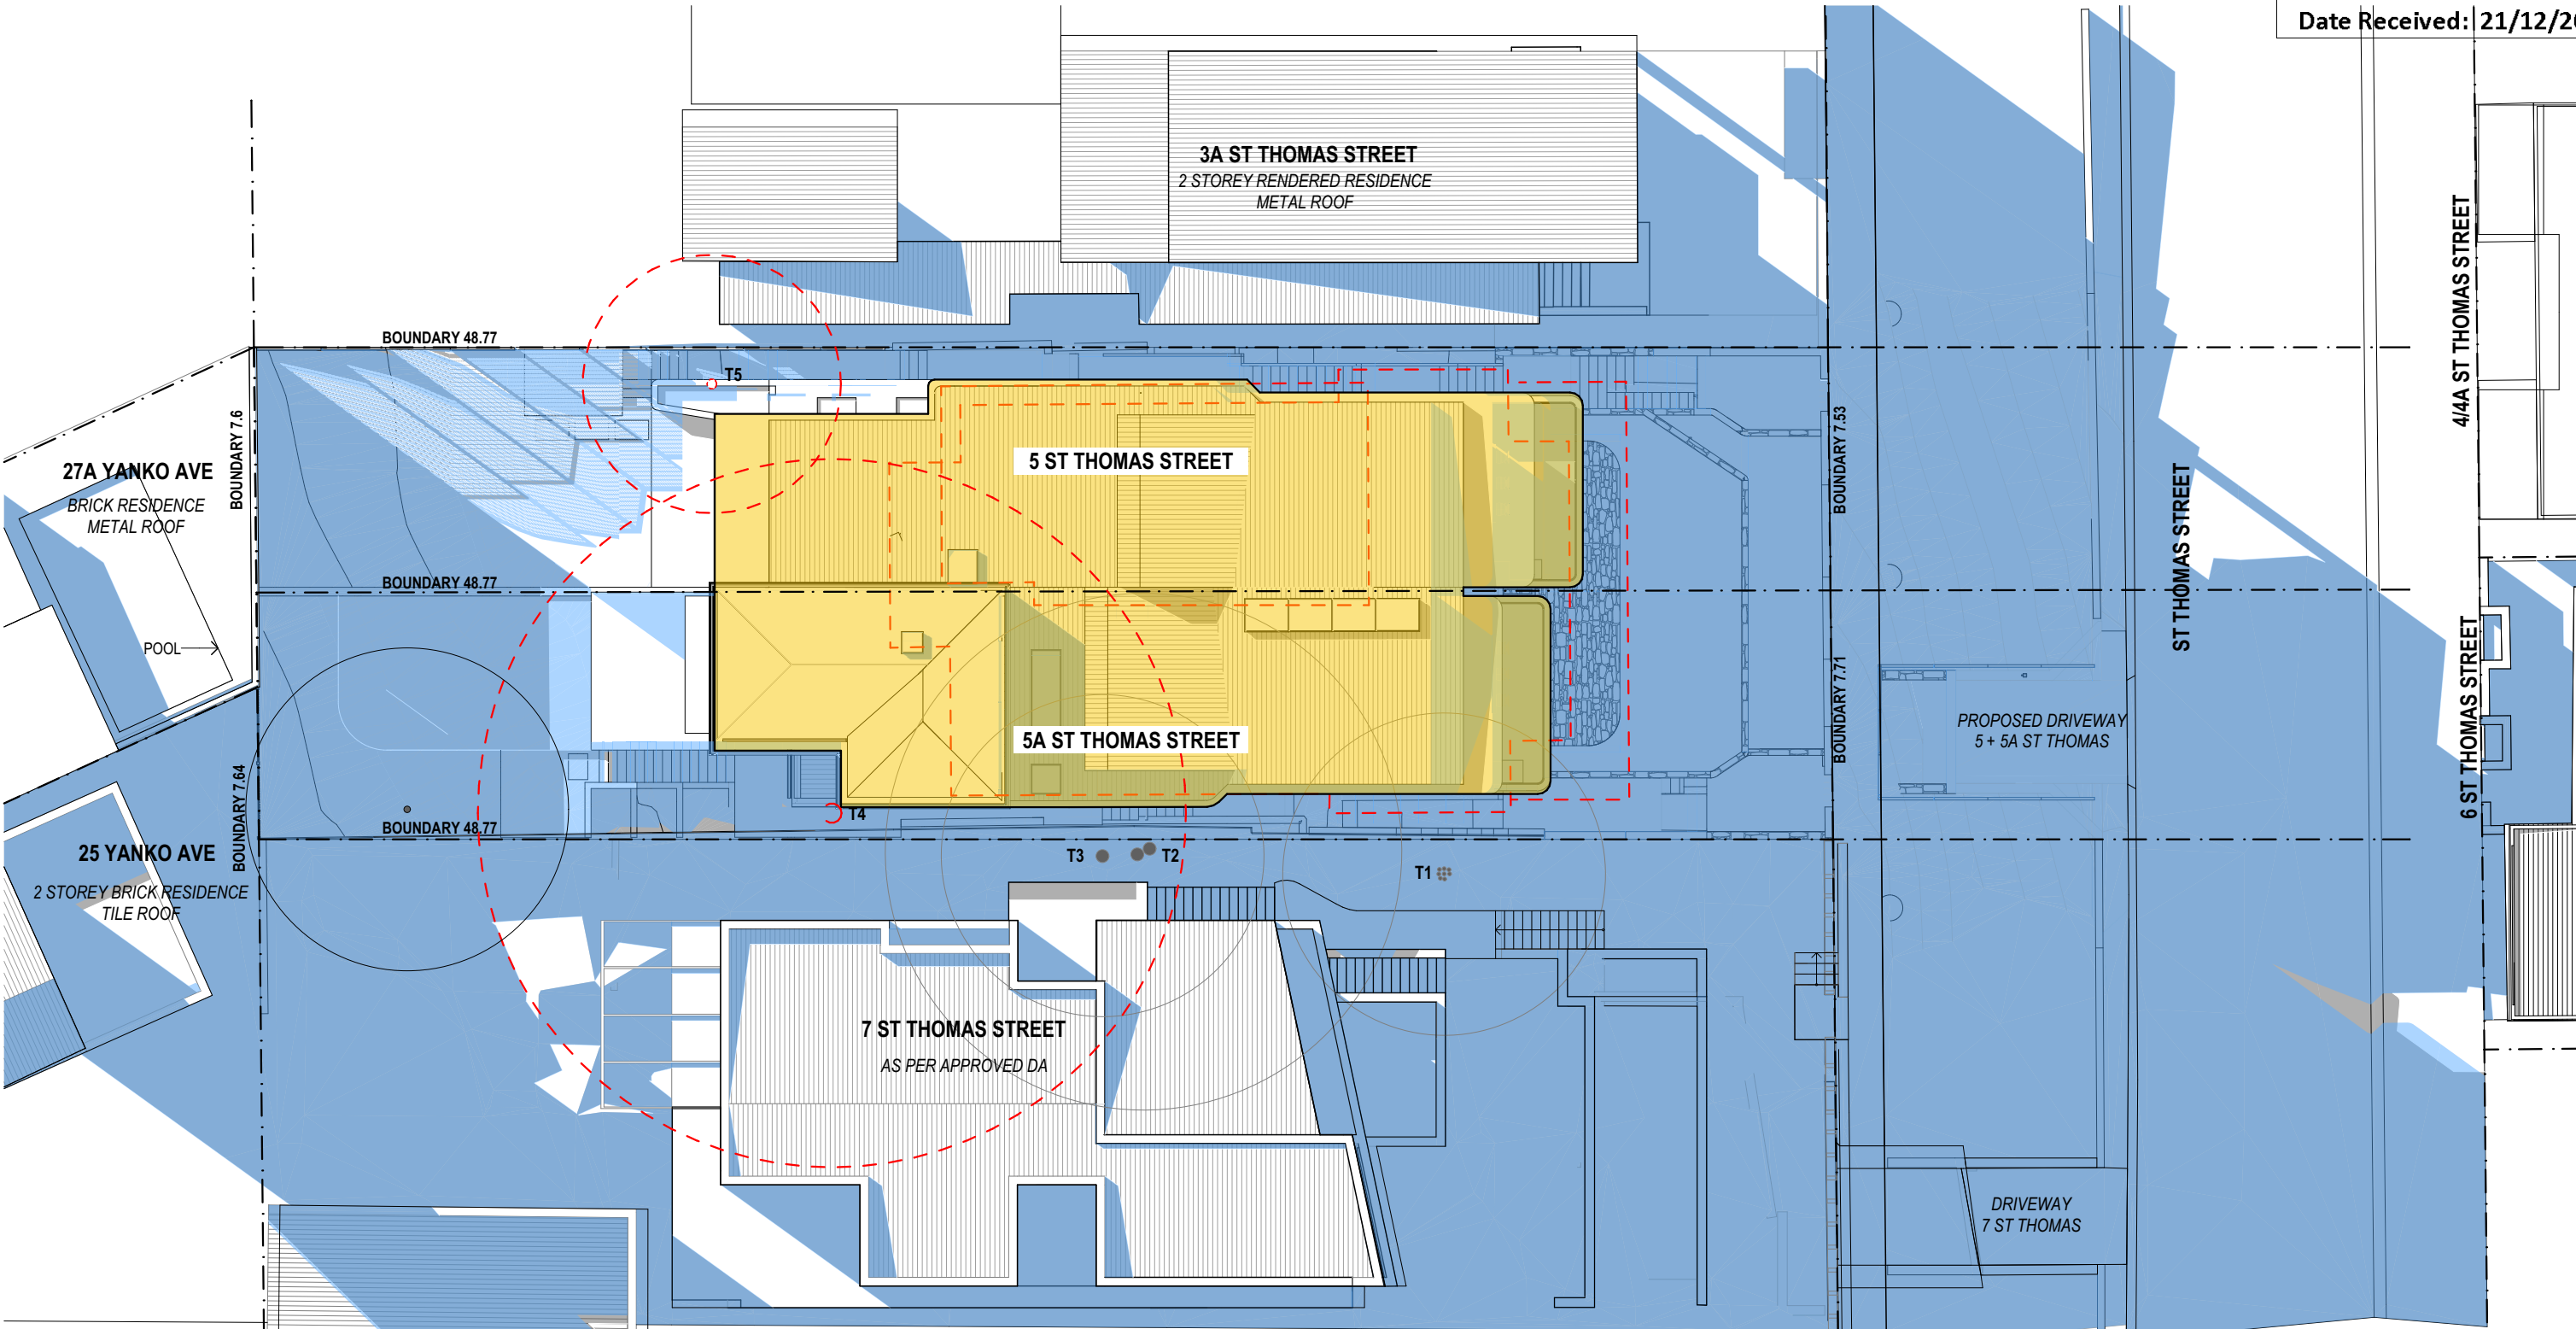 Date Received: 21/12/20
3A ST THOMAS STREET
2 STOREY RENDERED RESIDENCE
METAL ROOF
4/4A ST THOMAS STREET
BOUNDARY 48.77
T5
BOUNDARY 7.6
BOUNDARY 7.53
27A YANKO AVE
BRICK RESIDENCE
METAL ROOF
5 ST THOMAS STREET
ST THOMAS STREET
BOUNDARY 48.77
POOL
6 ST THOMAS STREET
BOUNDARY 7.71
PROPOSED DRIVEWAY
5 + 5A ST THOMAS
5A ST THOMAS STREET
BOUNDARY 7.64
T4
BOUNDARY 48.77
25 YANKO AVE
2 STOREY BRICK RESIDENCE
TILE ROOF
T3
T2
T1
7 ST THOMAS STREET
AS PER APPROVED DA
DRIVEWAY
7 ST THOMAS